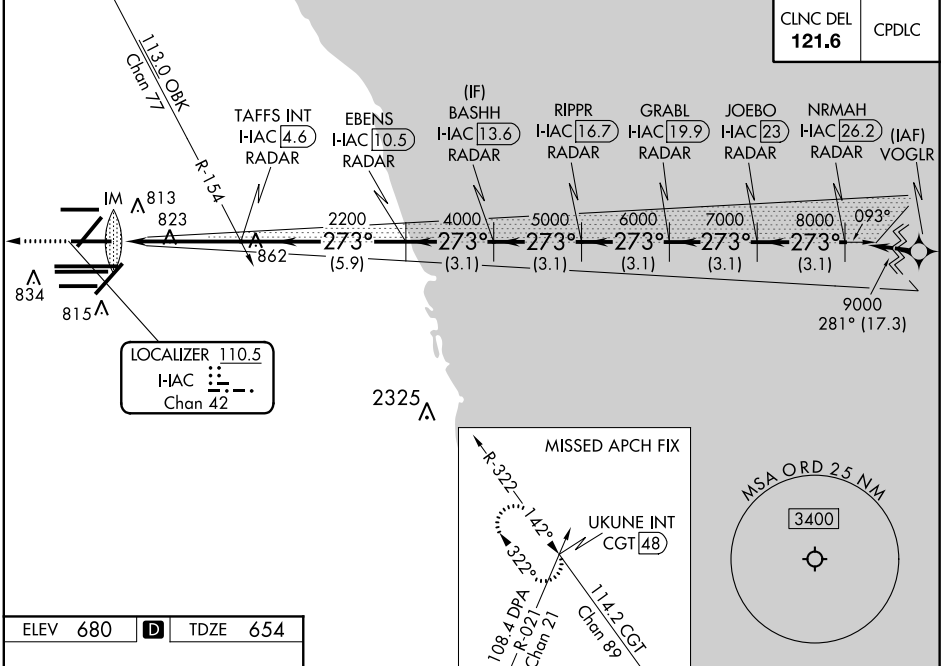 CLNC DEL
121.6
CPDLC
113.0 OBK
Chan 77
R-154
TAFFS INT
I-IAC 4.6
RADAR
EBENS
I-IAC 10.5
RADAR
(IF)
BASHH
I-IAC 13.6
RADAR
RIPPR
I-IAC 16.7
RADAR
GRABL
I-IAC 19.9
RADAR
JOEBO
I-IAC 23
RADAR
NRMAH
I-IAC 26.2
RADAR
(IAF)
VOGLR
IM
813
823
862
834
815
2200
273°
(5.9)
4000
273°
(3.1)
5000
273°
(3.1)
6000
273°
(3.1)
7000
273°
(3.1)
8000
273°
(3.1)
093°
9000
281° (17.3)
LOCALIZER 110.5
I-IAC
Chan 42
2325
MISSED APCH FIX
R-322
142°
322°
UKUNE INT
CGT 48
108.4 DPA
R-021
Chan 21
114.2 CGT
Chan 89
MSA ORD 25 NM
3400
ELEV 680 D TDZE 654